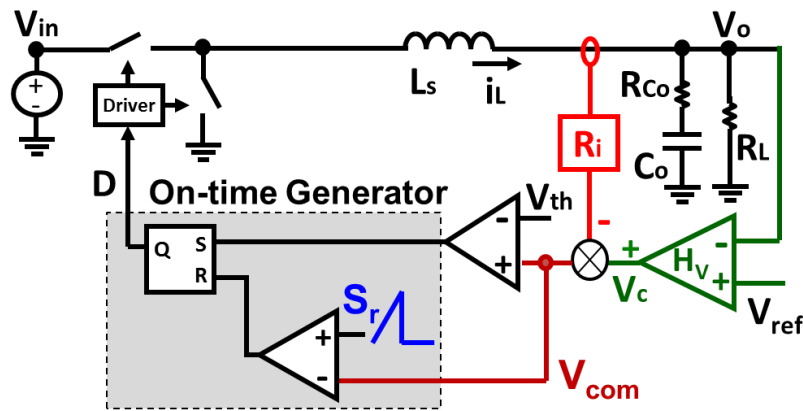 Vin
Vo
+
-
Driver
Ls
iL
RCo
Co
RL
Ri
D
On-time Generator
Vth
-
+
-
+
Vc
HV
-
+
Vref
Q
S
R
Sr
+
-
Vcom